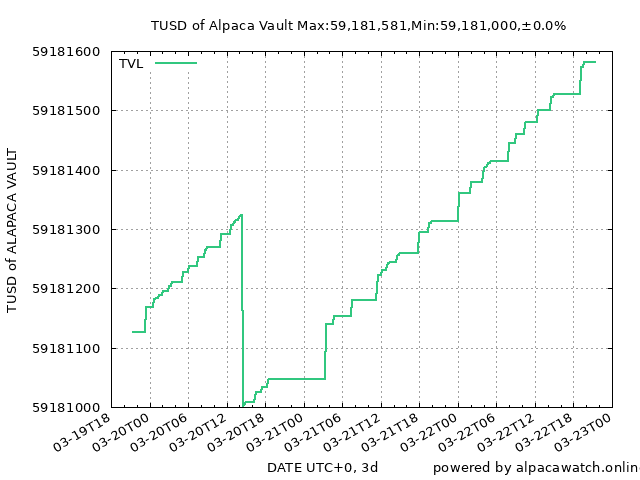 TUSD of Alpaca Vault Max:59,181,581,Min:59,181,000,±0.0%
59181600
TVL
59181500
59181400
59181300
59181200
59181100
59181000
TUSD of ALAPACA VAULT
03-19T18
03-20T00
03-20T06
03-20T12
03-20T18
03-21T00
03-21T06
03-21T12
03-21T18
03-22T00
03-22T06
03-22T12
03-22T18
03-23T00
DATE UTC+0, 3d
powered by alpacawatch.online